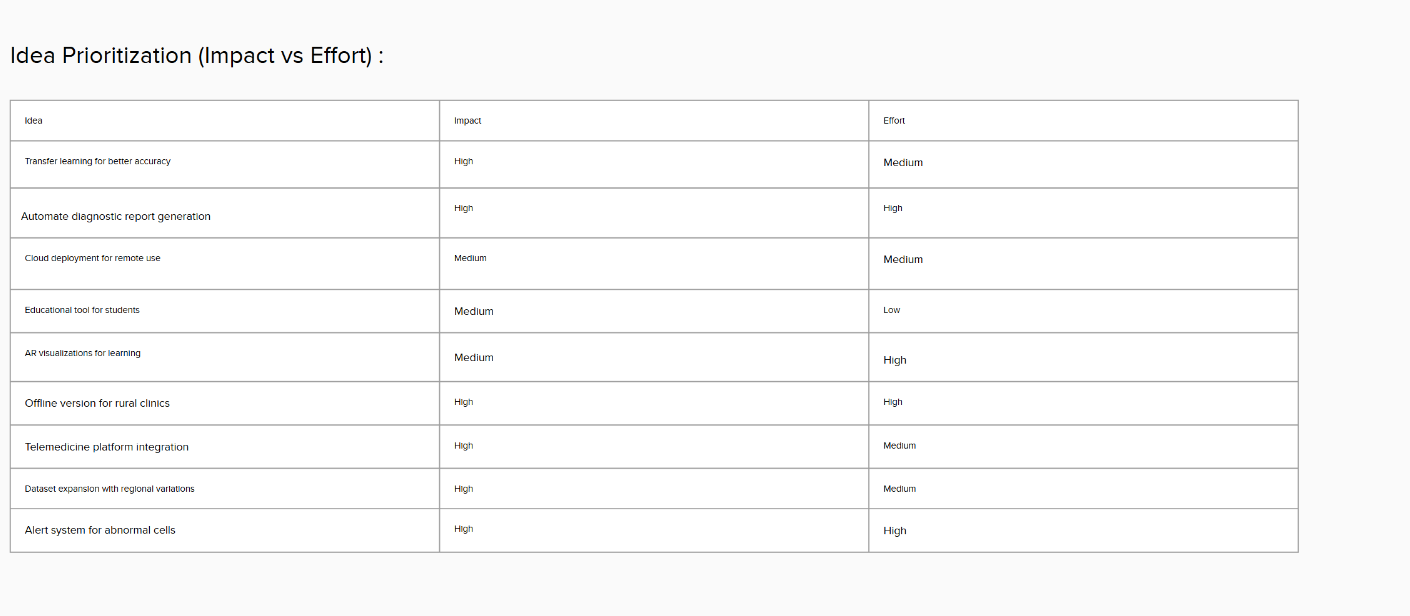 Idea Prioritization (Impact vs Effort) :
Idea Impact Effort
Transfer learning for better accuracy High Medium
Automate diagnostic report generation High High
Cloud deployment for remote use Medium Medium
Educational tool for students Medium Low
AR visualizations for learning Medium High
Offline version for rural clinics High High
Telemedicine platform integration High Medium
Dataset expansion with regional variations High Medium
Alert system for abnormal cells High High